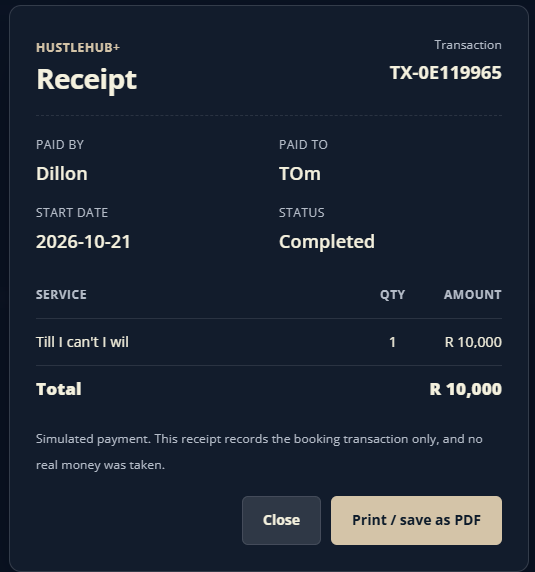 HUSTLEHUB+
Transaction
Receipt
TX-0E119965
PAID BY
PAID TO
Dillon
TOm
START DATE
STATUS
2026-10-21
Completed
SERVICE QTY AMOUNT
Till I can't I wil 1 R 10,000
Total R 10,000
Simulated payment. This receipt records the booking transaction only, and no
real money was taken.
Close
Print / save as PDF